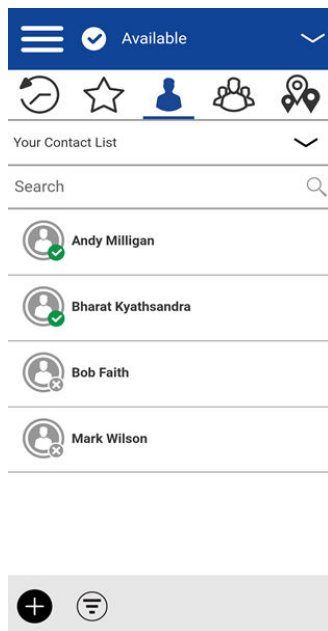 Available
Your Contact List
Search
Andy Milligan
Bharat Kyathsandra
Bob Faith
Mark Wilson